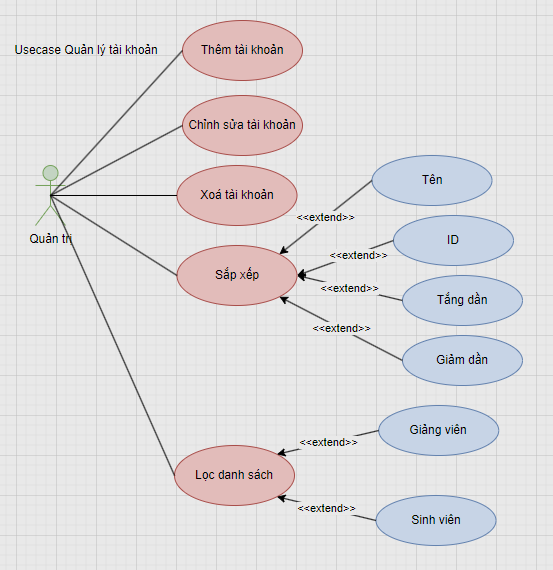 Usecase Quản lý tài khoản
Thêm tài khoản
Chỉnh sửa tài khoản
Xoá tài khoản
Quản trị
Sắp xếp
<<extend>>
Tên
<<extend>>
ID
<<extend>>
Tắng dần
<<extend>>
Giảm dần
Lọc danh sách
<<extend>>
Giảng viên
<<extend>>
Sinh viên